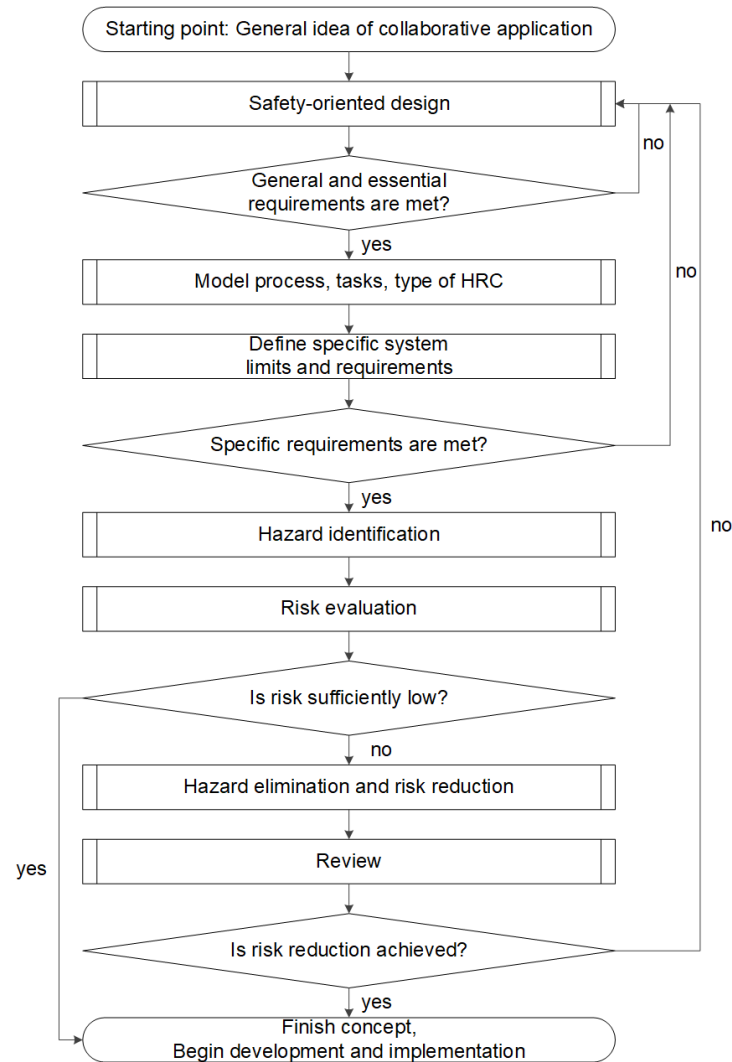 Starting point: General idea of collaborative application
Safety-oriented design
no
General and essential
requirements are met?
yes
Model process, tasks, type of HRC
no
Define specific system
limits and requirements
Specific requirements are met?
yes
Hazard identification
no
Risk evaluation
Is risk sufficiently low?
no
Hazard elimination and risk reduction
Review
yes
Is risk reduction achieved?
yes
Finish concept,
Begin development and implementation